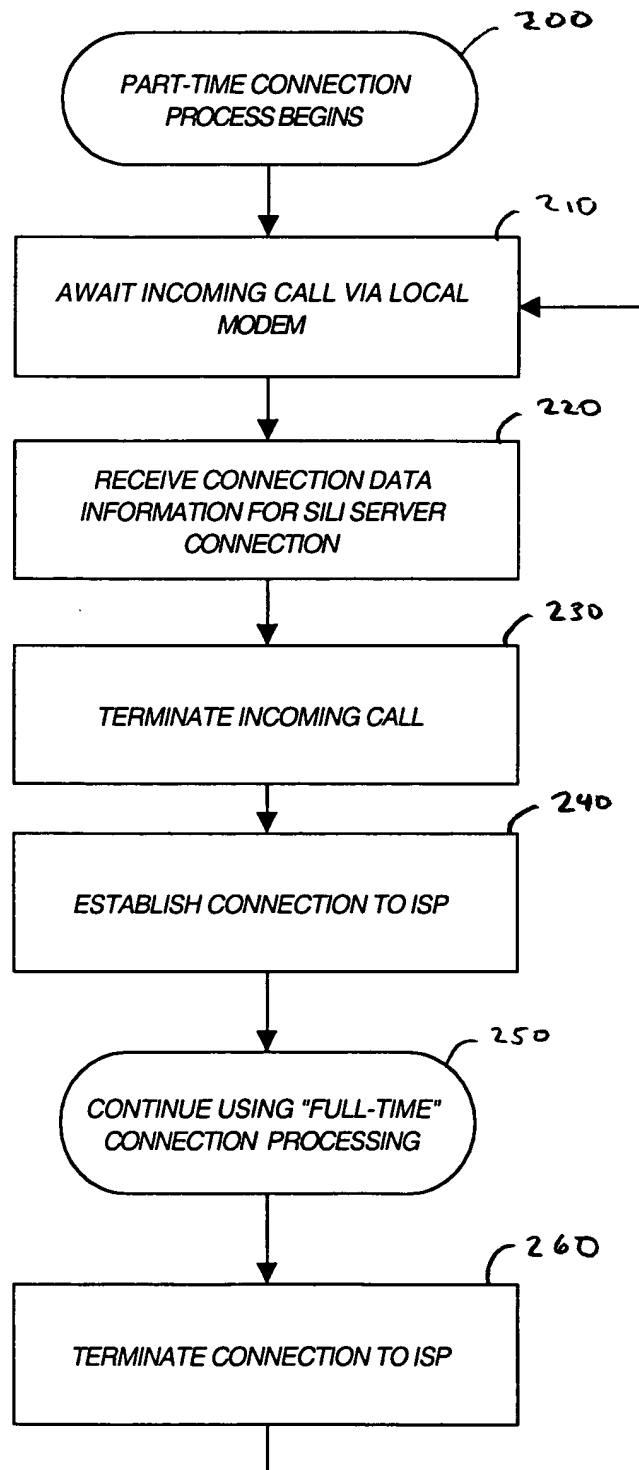 200
PART-TIME CONNECTION
PROCESS BEGINS
210
AWAIT INCOMING CALL VIA LOCAL
MODEM
220
RECEIVE CONNECTION DATA
INFORMATION FOR SILI SERVER
CONNECTION
230
TERMINATE INCOMING CALL
240
ESTABLISH CONNECTION TO ISP
250
CONTINUE USING "FULL-TIME"
CONNECTION PROCESSING
260
TERMINATE CONNECTION TO ISP